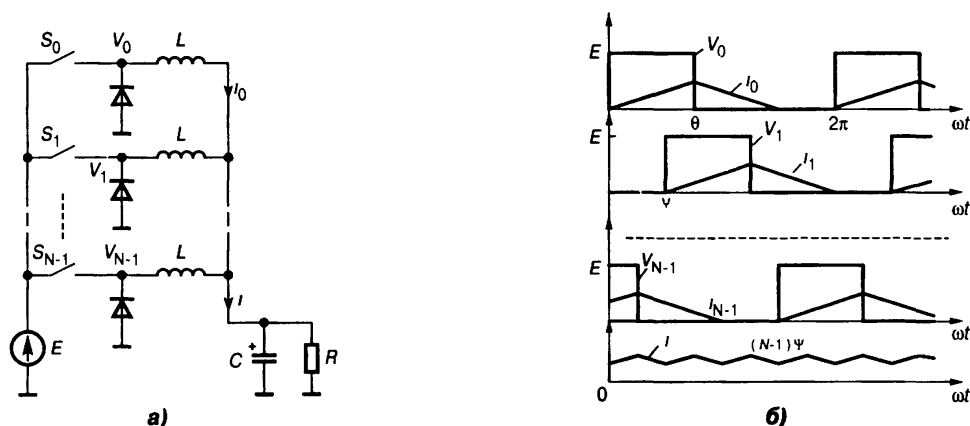 S0 V0 L
I0
S1 L
V1
SN-1 VN-1 L
I
E
C + R
а)
E V0
I0
θ 2π ωt
E V1
I1
ψ ωt
E VN-1
IN-1
ωt
I (N-1)Ψ
0 ωt
б)